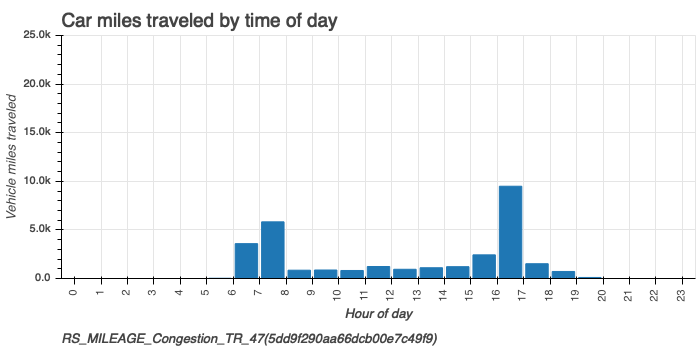 Car miles traveled by time of day
25.0k
20.0k
15.0k
10.0k
5.0k
0.0
Vehicle miles traveled
0 1 2 3 4 5 6 7 8 9 10 11 12 13 14 15 16 17 18 19 20 21 22 23
Hour of day
RS_MILEAGE_Congestion_TR_47(5dd9f290aa66dcb00e7c49f9)